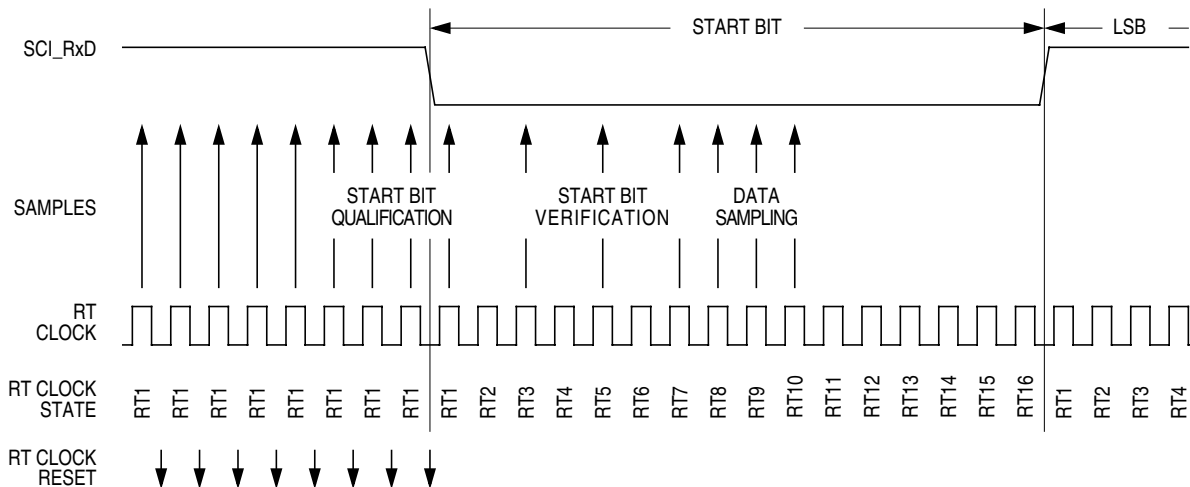 START BIT
LSB
SCI_RxD
SAMPLES
START BIT
QUALIFICATION
START BIT
VERIFICATION
DATA
SAMPLING
RT
CLOCK
RT CLOCK
STATE
RT1 RT1 RT1 RT1 RT1 RT1 RT1 RT1 RT1 RT2 RT3 RT4 RT5 RT6 RT7 RT8 RT9 RT10 RT11 RT12 RT13 RT14 RT15 RT16 RT1 RT2 RT3 RT4
RT CLOCK
RESET